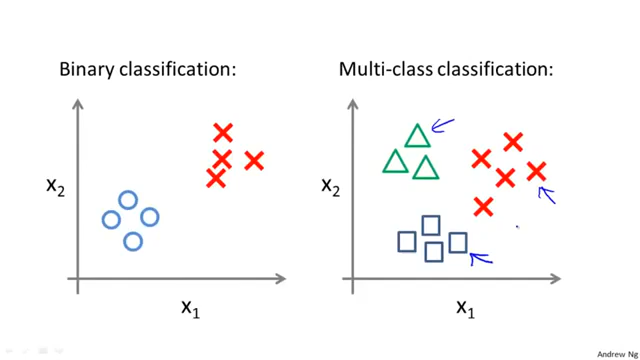 Binary classification:
x2
x1
Multi-class classification:
x2
x1
Andrew Ng